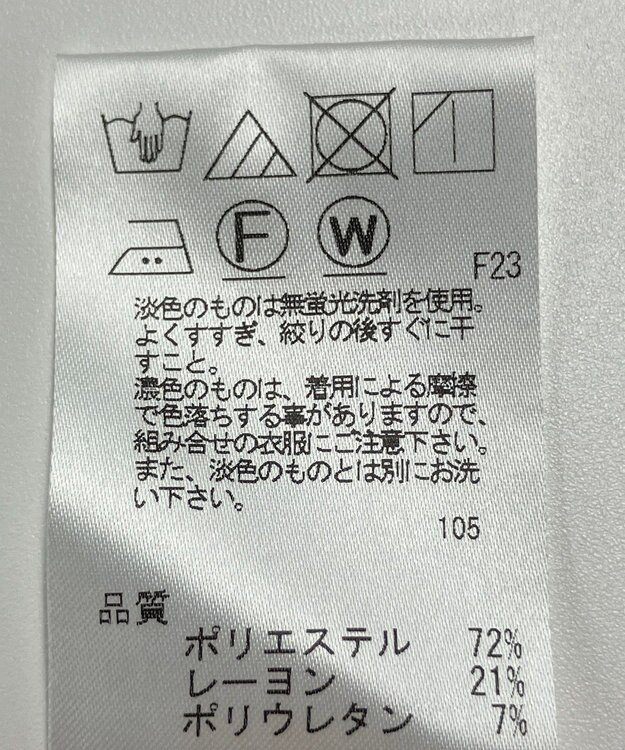 F W
F23
淡色のものは無蛍光洗剤を使用。
よくすすぎ、絞りの後すぐに干
すこと。
濃色のものは、着用による摩擦
で色落ちする事がありますので、
組み合せの衣服にご注意下さい。
また、淡色のものとは別にお洗
い下さい。
105
品質
ポリエステル 72%
レーヨン 21%
ポリウレタン 7%